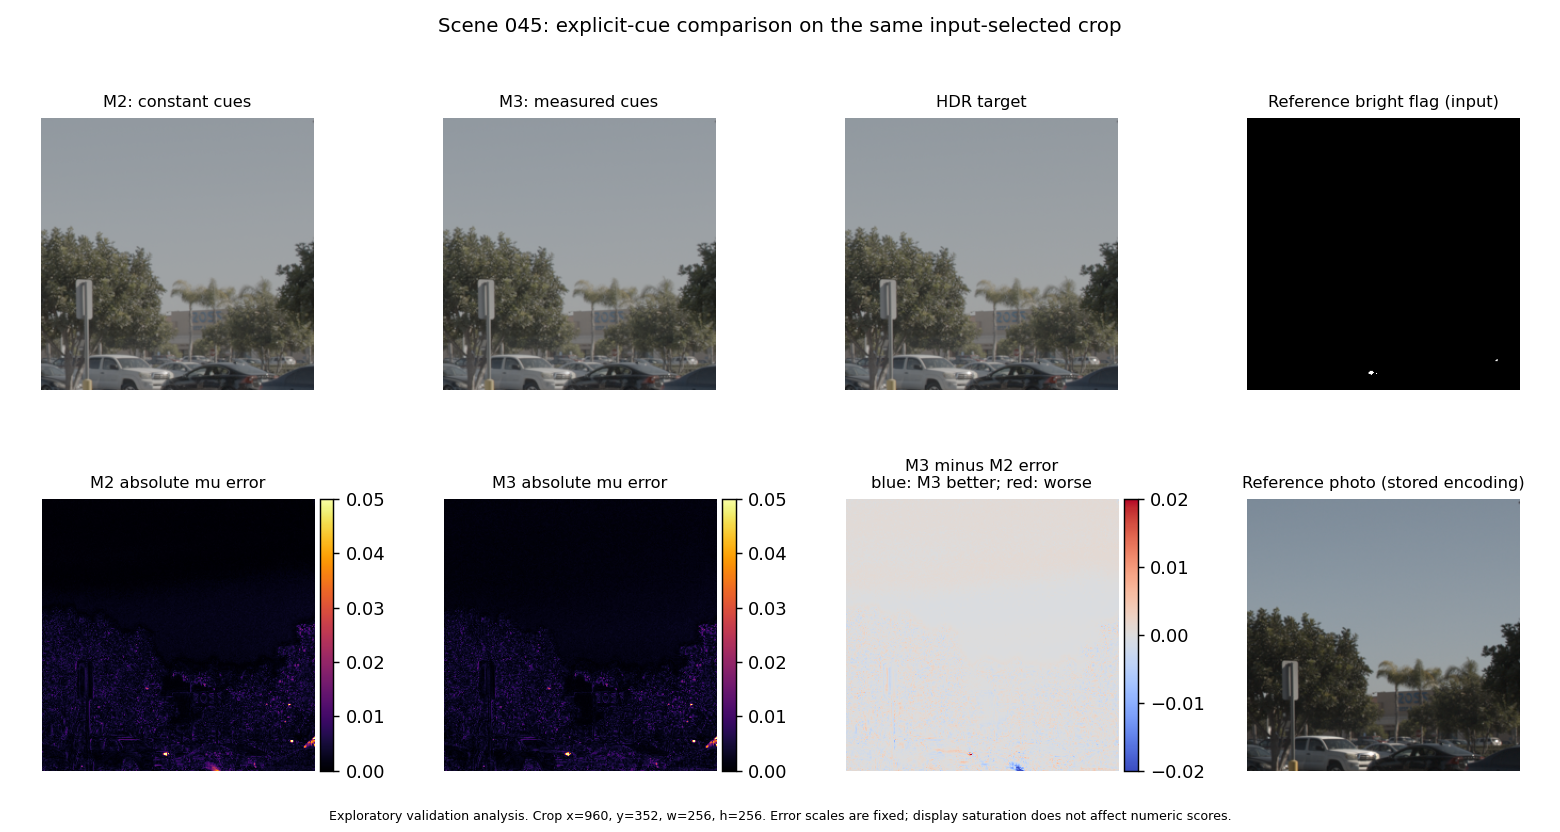 Scene 045: explicit-cue comparison on the same input-selected crop
M2: constant cues
M3: measured cues
HDR target
Reference bright flag (input)
M2 absolute mu error
0.05
0.04
0.03
0.02
0.01
0.00
M3 absolute mu error
0.05
0.04
0.03
0.02
0.01
0.00
M3 minus M2 error
blue: M3 better; red: worse
0.02
0.01
0.00
−0.01
−0.02
Reference photo (stored encoding)
Exploratory validation analysis. Crop x=960, y=352, w=256, h=256. Error scales are fixed; display saturation does not affect numeric scores.